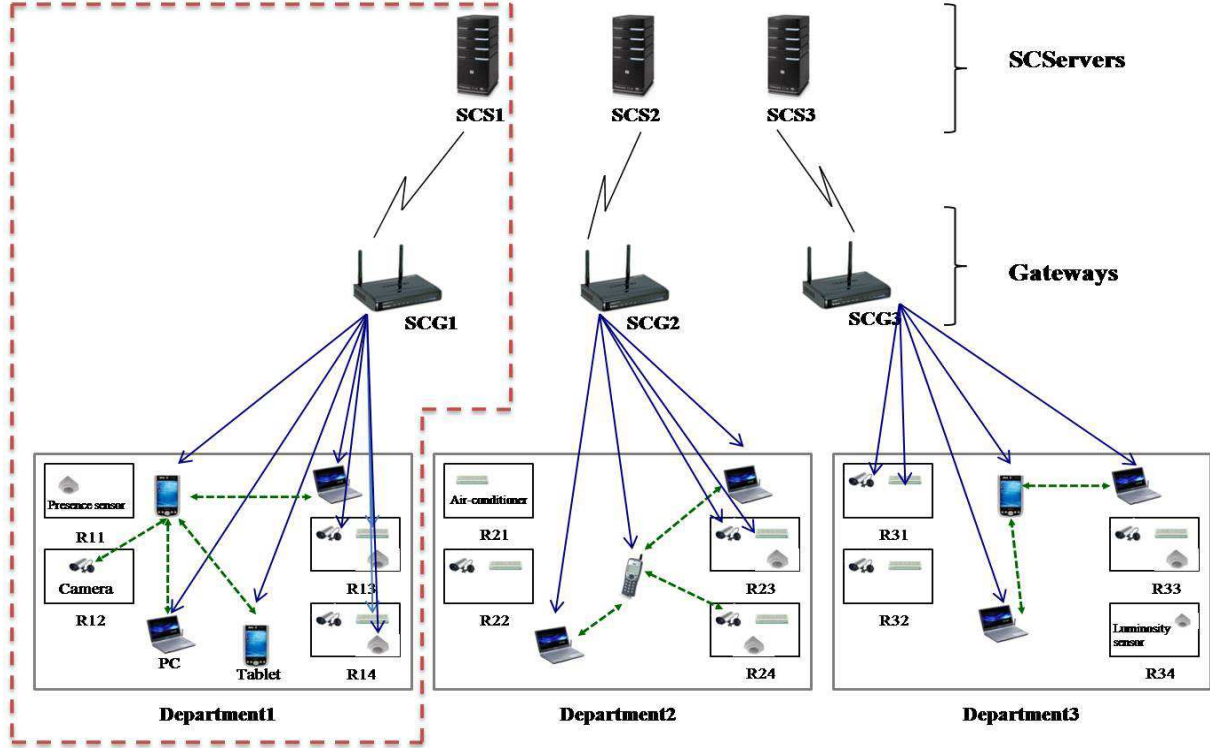 SCServers
SCS1
SCS2
SCS3
Gateways
SCG1
SCG2
SCG3
Presence sensor
R11
Camera
R12
PC
Tablet
R13
R14
Department1
Air-conditioner
R21
R22
R23
R24
Department2
R31
R32
R33
Luminosity
sensor
R34
Department3